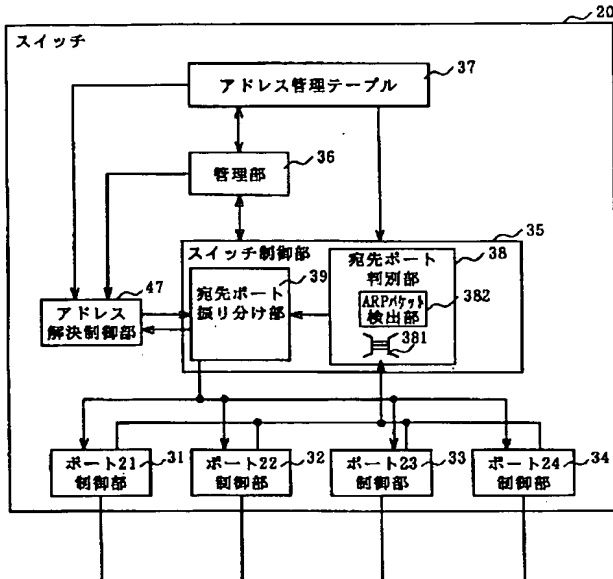 20
スイッチ
37
アドレス管理テーブル
36
管理部
35
スイッチ制御部
38
宛先ポート
判別部
39
宛先ポート
振り分け部
ARPパケット
検出部
382
381
47
アドレス
解決制御部
ポート21
制御部
31
ポート22
制御部
32
ポート23
制御部
33
ポート24
制御部
34